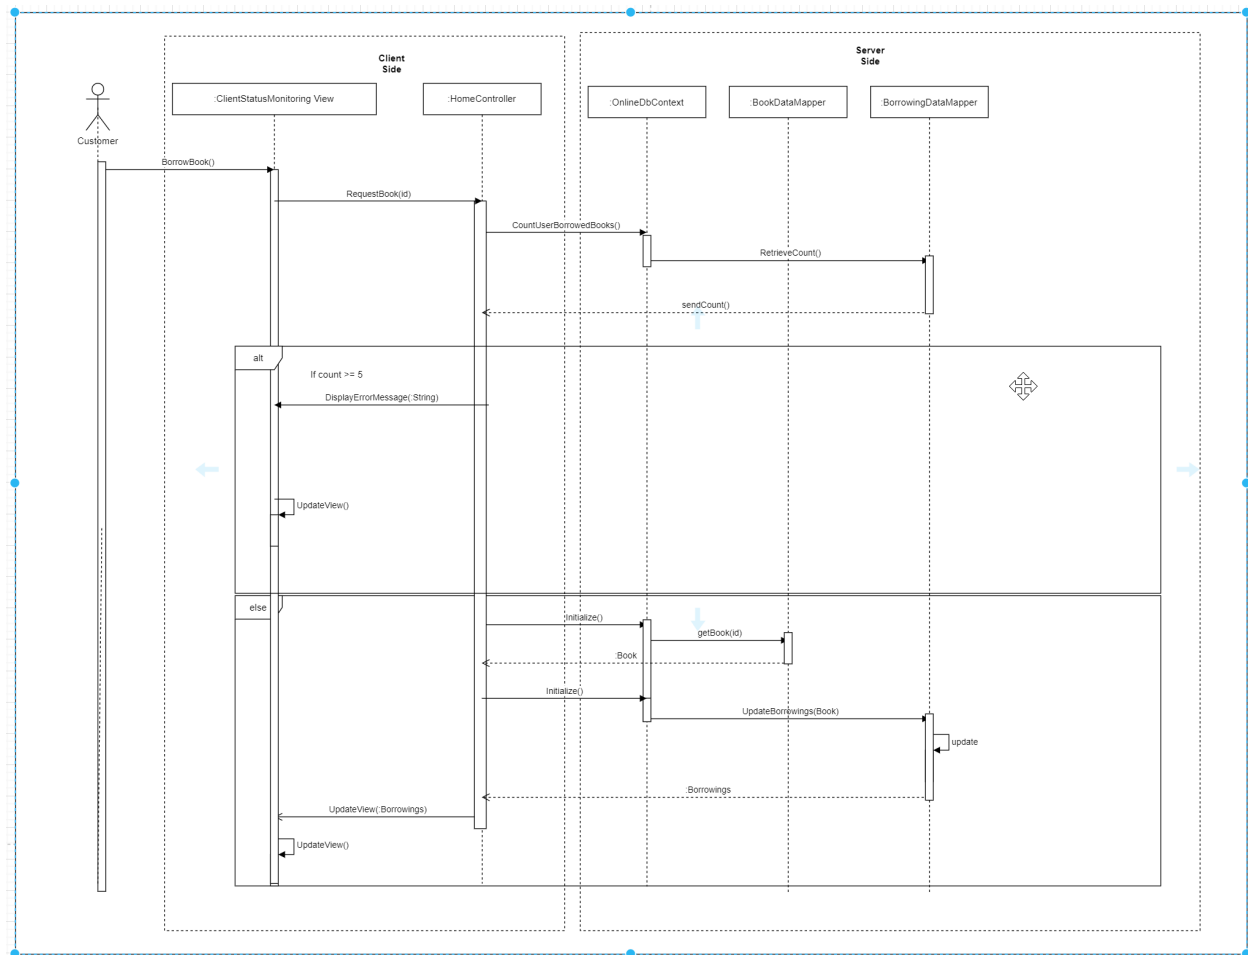 Client
Side
Server
Side
:ClientStatusMonitoring View
:HomeController
:OnlineDbContext
:BookDataMapper
:BorrowingDataMapper
Customer
BorrowBook()
RequestBook(id)
CountUserBorrowedBooks()
RetrieveCount()
sendCount()
alt
If count >= 5
DisplayErrorMessage(:String)
UpdateView()
else
Initialize()
getBook(id)
:Book
Initialize()
UpdateBorrowings(Book)
update
:Borrowings
UpdateView(:Borrowings)
UpdateView()